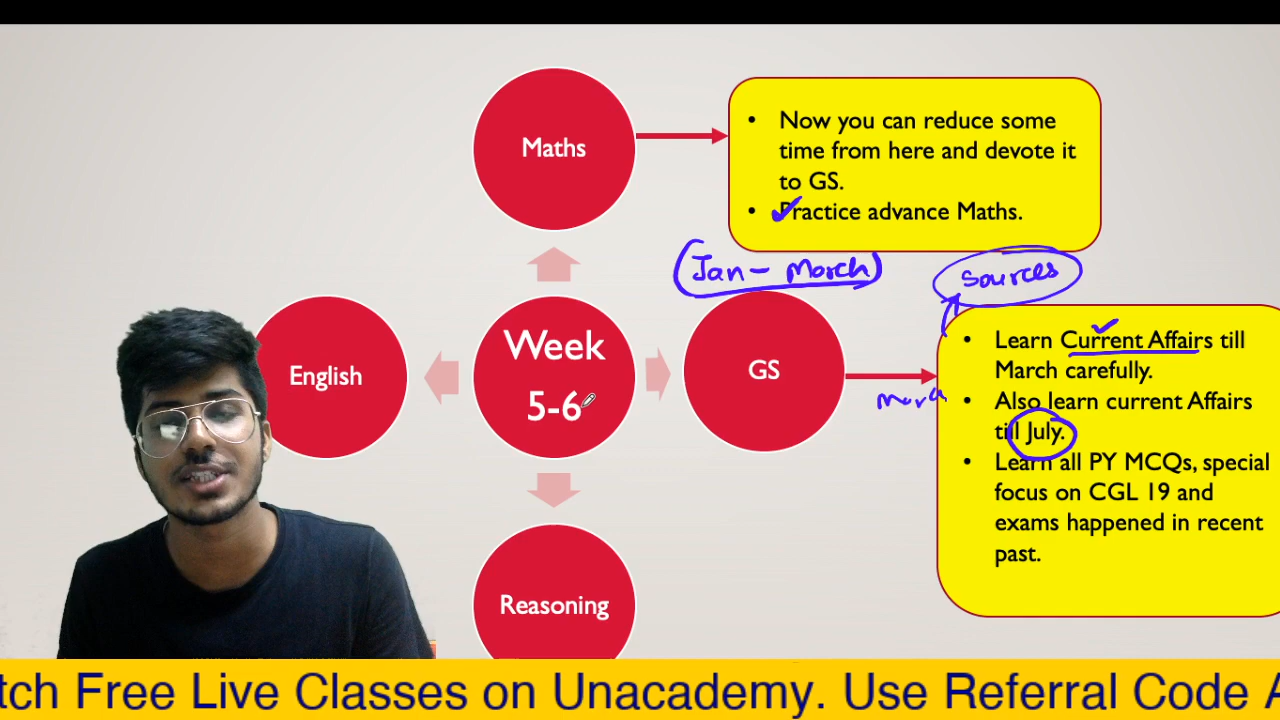 Maths
• Now you can reduce some
time from here and devote it
to GS.
• Practice advance Maths.
(Jan - March)
Sources
English
Week
5-6
GS
March
• Learn Current Affairs till
March carefully.
• Also learn current Affairs
till July.
• Learn all PY MCQs, special
focus on CGL 19 and
exams happened in recent
past.
Reasoning
tch Free Live Classes on Unacademy. Use Referral Code A